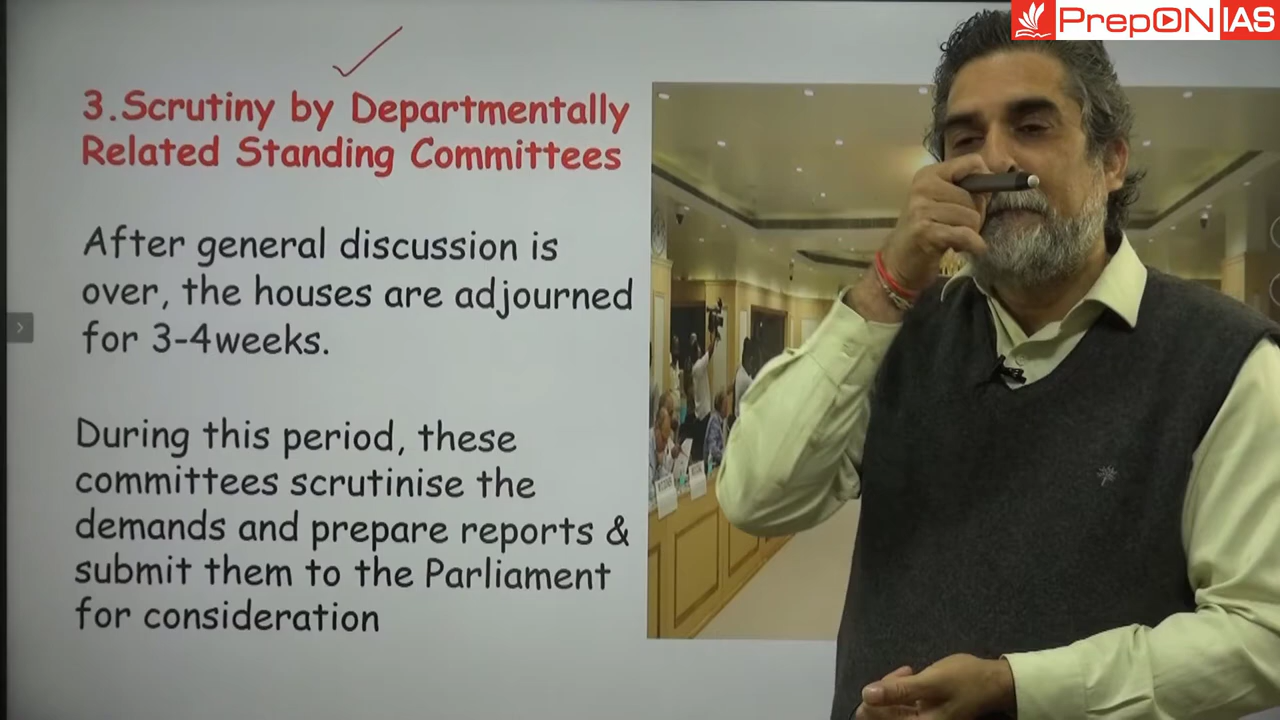 PrepON IAS
3.Scrutiny by Departmentally
Related Standing Committees
After general discussion is
over, the houses are adjourned
for 3-4weeks.
During this period, these
committees scrutinise the
demands and prepare reports &
submit them to the Parliament
for consideration